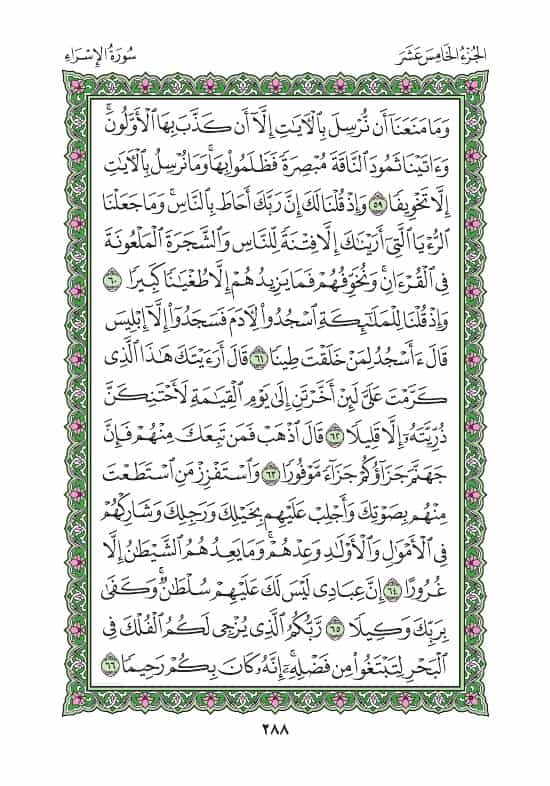 الجُزْءُ الخَامِسَ عَشَرَ
سُورَةُ الإِسْرَاءِ
وَمَا مَنَعَنَآ أَن نُّرْسِلَ بِٱلْأَيَٰتِ إِلَّآ أَن كَذَّبَ بِهَا ٱلْأَوَّلُونَ ۚ
وَءَاتَيْنَا ثَمُودَ ٱلنَّاقَةَ مُبْصِرَةً فَظَلَمُوا۟ بِهَا ۚ وَمَا نُرْسِلُ بِٱلْأَيَٰتِ
إِلَّا تَخْوِيفًا ٥٩ وَإِذْ قُلْنَا لَكَ إِنَّ رَبَّكَ أَحَاطَ بِٱلنَّاسِ ۚ وَمَا جَعَلْنَا
ٱلرُّءْيَا ٱلَّتِىٓ أَرَيْنَٰكَ إِلَّا فِتْنَةً لِّلنَّاسِ وَٱلشَّجَرَةَ ٱلْمَلْعُونَةَ
فِى ٱلْقُرْءَانِ ۚ وَنُخَوِّفُهُمْ فَمَا يَزِيدُهُمْ إِلَّا طُغْيَٰنًا كَبِيرًا ٦٠
وَإِذْ قُلْنَا لِلْمَلَٰٓئِكَةِ ٱسْجُدُوا۟ لِأَدَمَ فَسَجَدُوٓا۟ إِلَّآ إِبْلِيسَ
قَالَ ءَأَسْجُدُ لِمَنْ خَلَقْتَ طِينًا ٦١ قَالَ أَرَءَيْتَكَ هَٰذَا ٱلَّذِى
كَرَّمْتَ عَلَىَّ لَئِنْ أَخَّرْتَنِ إِلَىٰ يَوْمِ ٱلْقِيَٰمَةِ لَأَحْتَنِكَنَّ
ذُرِّيَّتَهُۥٓ إِلَّا قَلِيلًا ٦٢ قَالَ ٱذْهَبْ فَمَن تَبِعَكَ مِنْهُمْ فَإِنَّ
جَهَنَّمَ جَزَآؤُكُمْ جَزَآءً مَّوْفُورًا ٦٣ وَٱسْتَفْزِزْ مَنِ ٱسْتَطَعْتَ
مِنْهُم بِصَوْتِكَ وَأَجْلِبْ عَلَيْهِم بِخَيْلِكَ وَرَجِلِكَ وَشَارِكْهُمْ
فِى ٱلْأَمْوَٰلِ وَٱلْأَوْلَٰدِ وَعِدْهُمْ ۚ وَمَا يَعِدُهُمُ ٱلشَّيْطَٰنُ إِلَّا
غُرُورًا ٦٤ إِنَّ عِبَادِى لَيْسَ لَكَ عَلَيْهِمْ سُلْطَٰنٌ ۚ وَكَفَىٰ
بِرَبِّكَ وَكِيلًا ٦٥ رَّبُّكُمُ ٱلَّذِى يُزْجِى لَكُمُ ٱلْفُلْكَ فِى
ٱلْبَحْرِ لِتَبْتَغُوا۟ مِن فَضْلِهِۦٓ ۚ إِنَّهُۥ كَانَ بِكُمْ رَحِيمًا ٦٦
٢٨٨